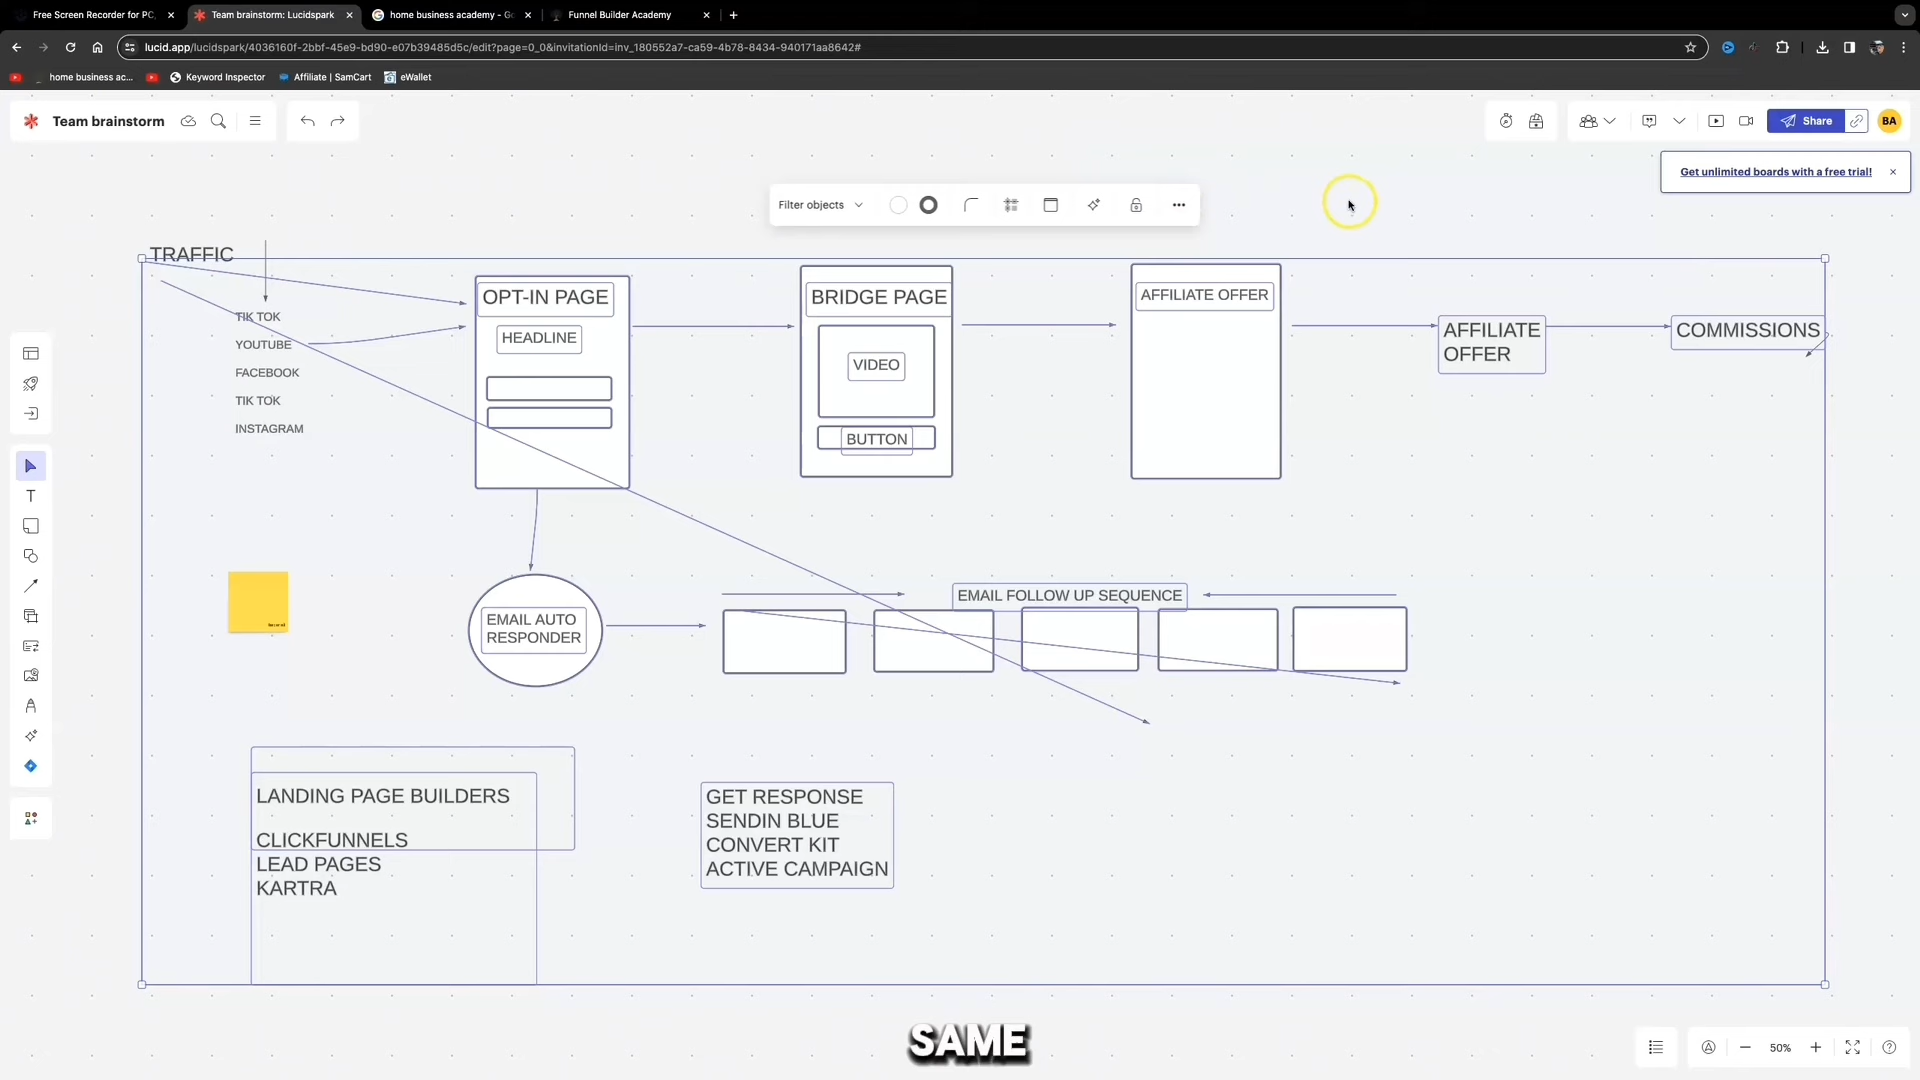 Free Screen Recorder for PC,
Team brainstorm: Lucidspark
home business academy - Go
Funnel Builder Academy
lucid.app/lucidspark/4036160f-2bbf-45e9-bd90-e07b39485d5c/edit?page=0_0&invitationId=inv_180552a7-ca59-4b78-8434-940171aa8642#
home business ac...
Keyword Inspector
Affiliate | SamCart
eWallet
Team brainstorm
Share
BA
Get unlimited boards with a free trial!
Filter objects
TRAFFIC
TIK TOK
YOUTUBE
FACEBOOK
TIK TOK
INSTAGRAM
OPT-IN PAGE
HEADLINE
BRIDGE PAGE
VIDEO
BUTTON
AFFILIATE OFFER
AFFILIATE
OFFER
COMMISSIONS
EMAIL AUTO
RESPONDER
EMAIL FOLLOW UP SEQUENCE
LANDING PAGE BUILDERS
CLICKFUNNELS
LEAD PAGES
KARTRA
GET RESPONSE
SENDIN BLUE
CONVERT KIT
ACTIVE CAMPAIGN
SAME
50%